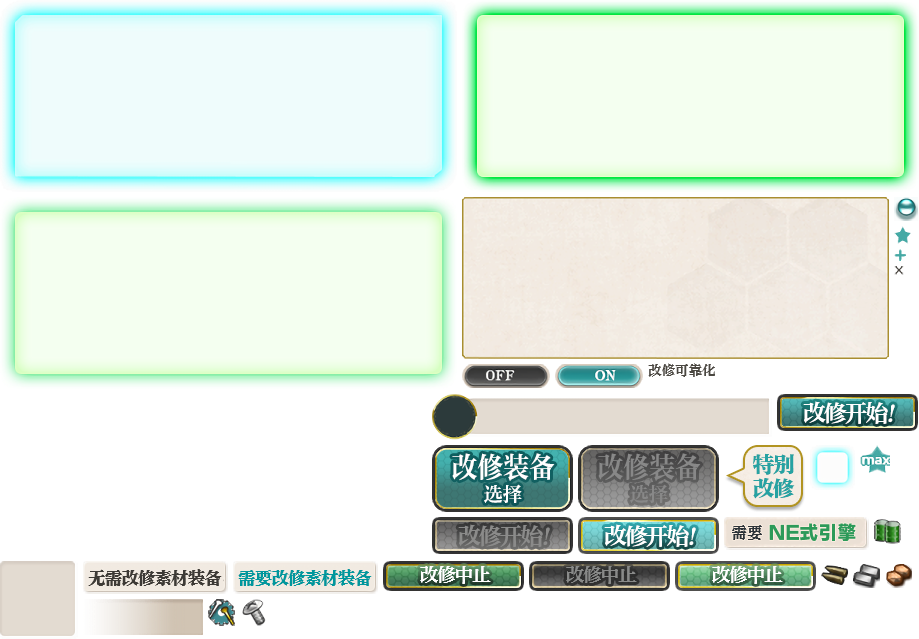 OFF
ON
改修可靠化
改修开始!
改修装备
选择
改修装备
选择
特别
改修
max
改修开始!
改修开始!
需要 NE式引擎
无需改修素材装备
需要改修素材装备
改修中止
改修中止
改修中止